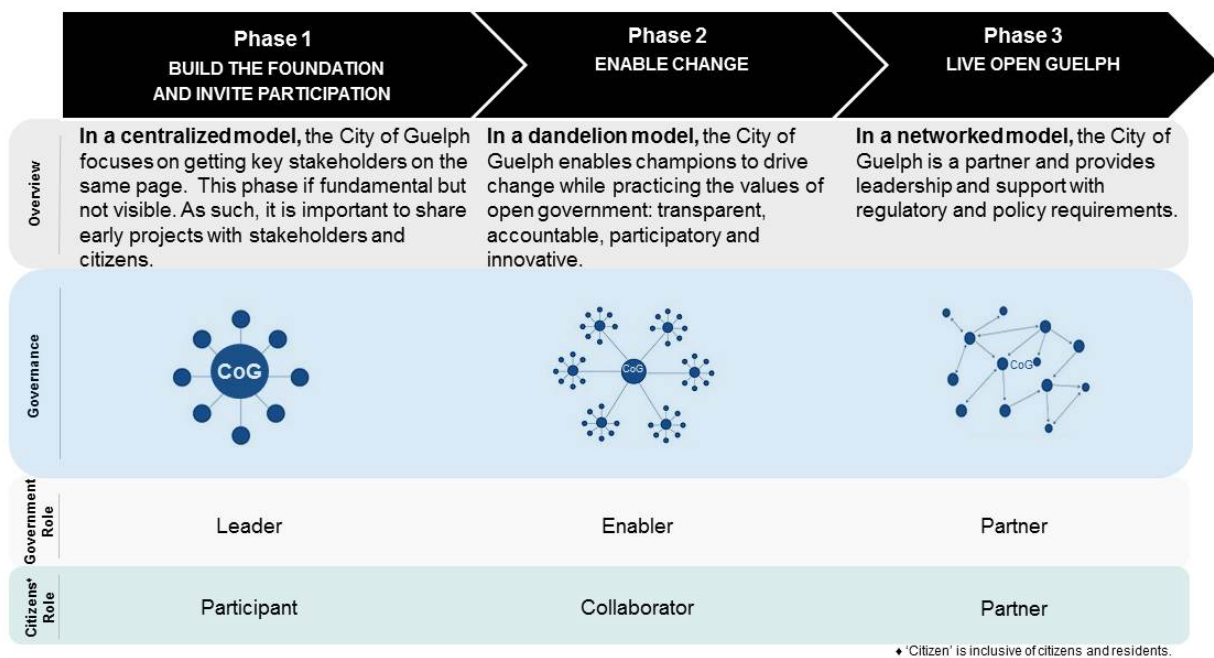 Phase 1
BUILD THE FOUNDATION
AND INVITE PARTICIPATION
Phase 2
ENABLE CHANGE
Phase 3
LIVE OPEN GUELPH
Overview
In a centralized model, the City of Guelph
focuses on getting key stakeholders on the
same page. This phase if fundamental but
not visible. As such, it is important to share
early projects with stakeholders and
citizens.
In a dandelion model, the City of
Guelph enables champions to drive
change while practicing the values of
open government: transparent,
accountable, participatory and
innovative.
In a networked model, the City of
Guelph is a partner and provides
leadership and support with
regulatory and policy requirements.
Governance
CoG
CoG
CoG
Government
Role
Leader
Enabler
Partner
Citizens♦
Role
Participant
Collaborator
Partner
♦ ‘Citizen’ is inclusive of citizens and residents.